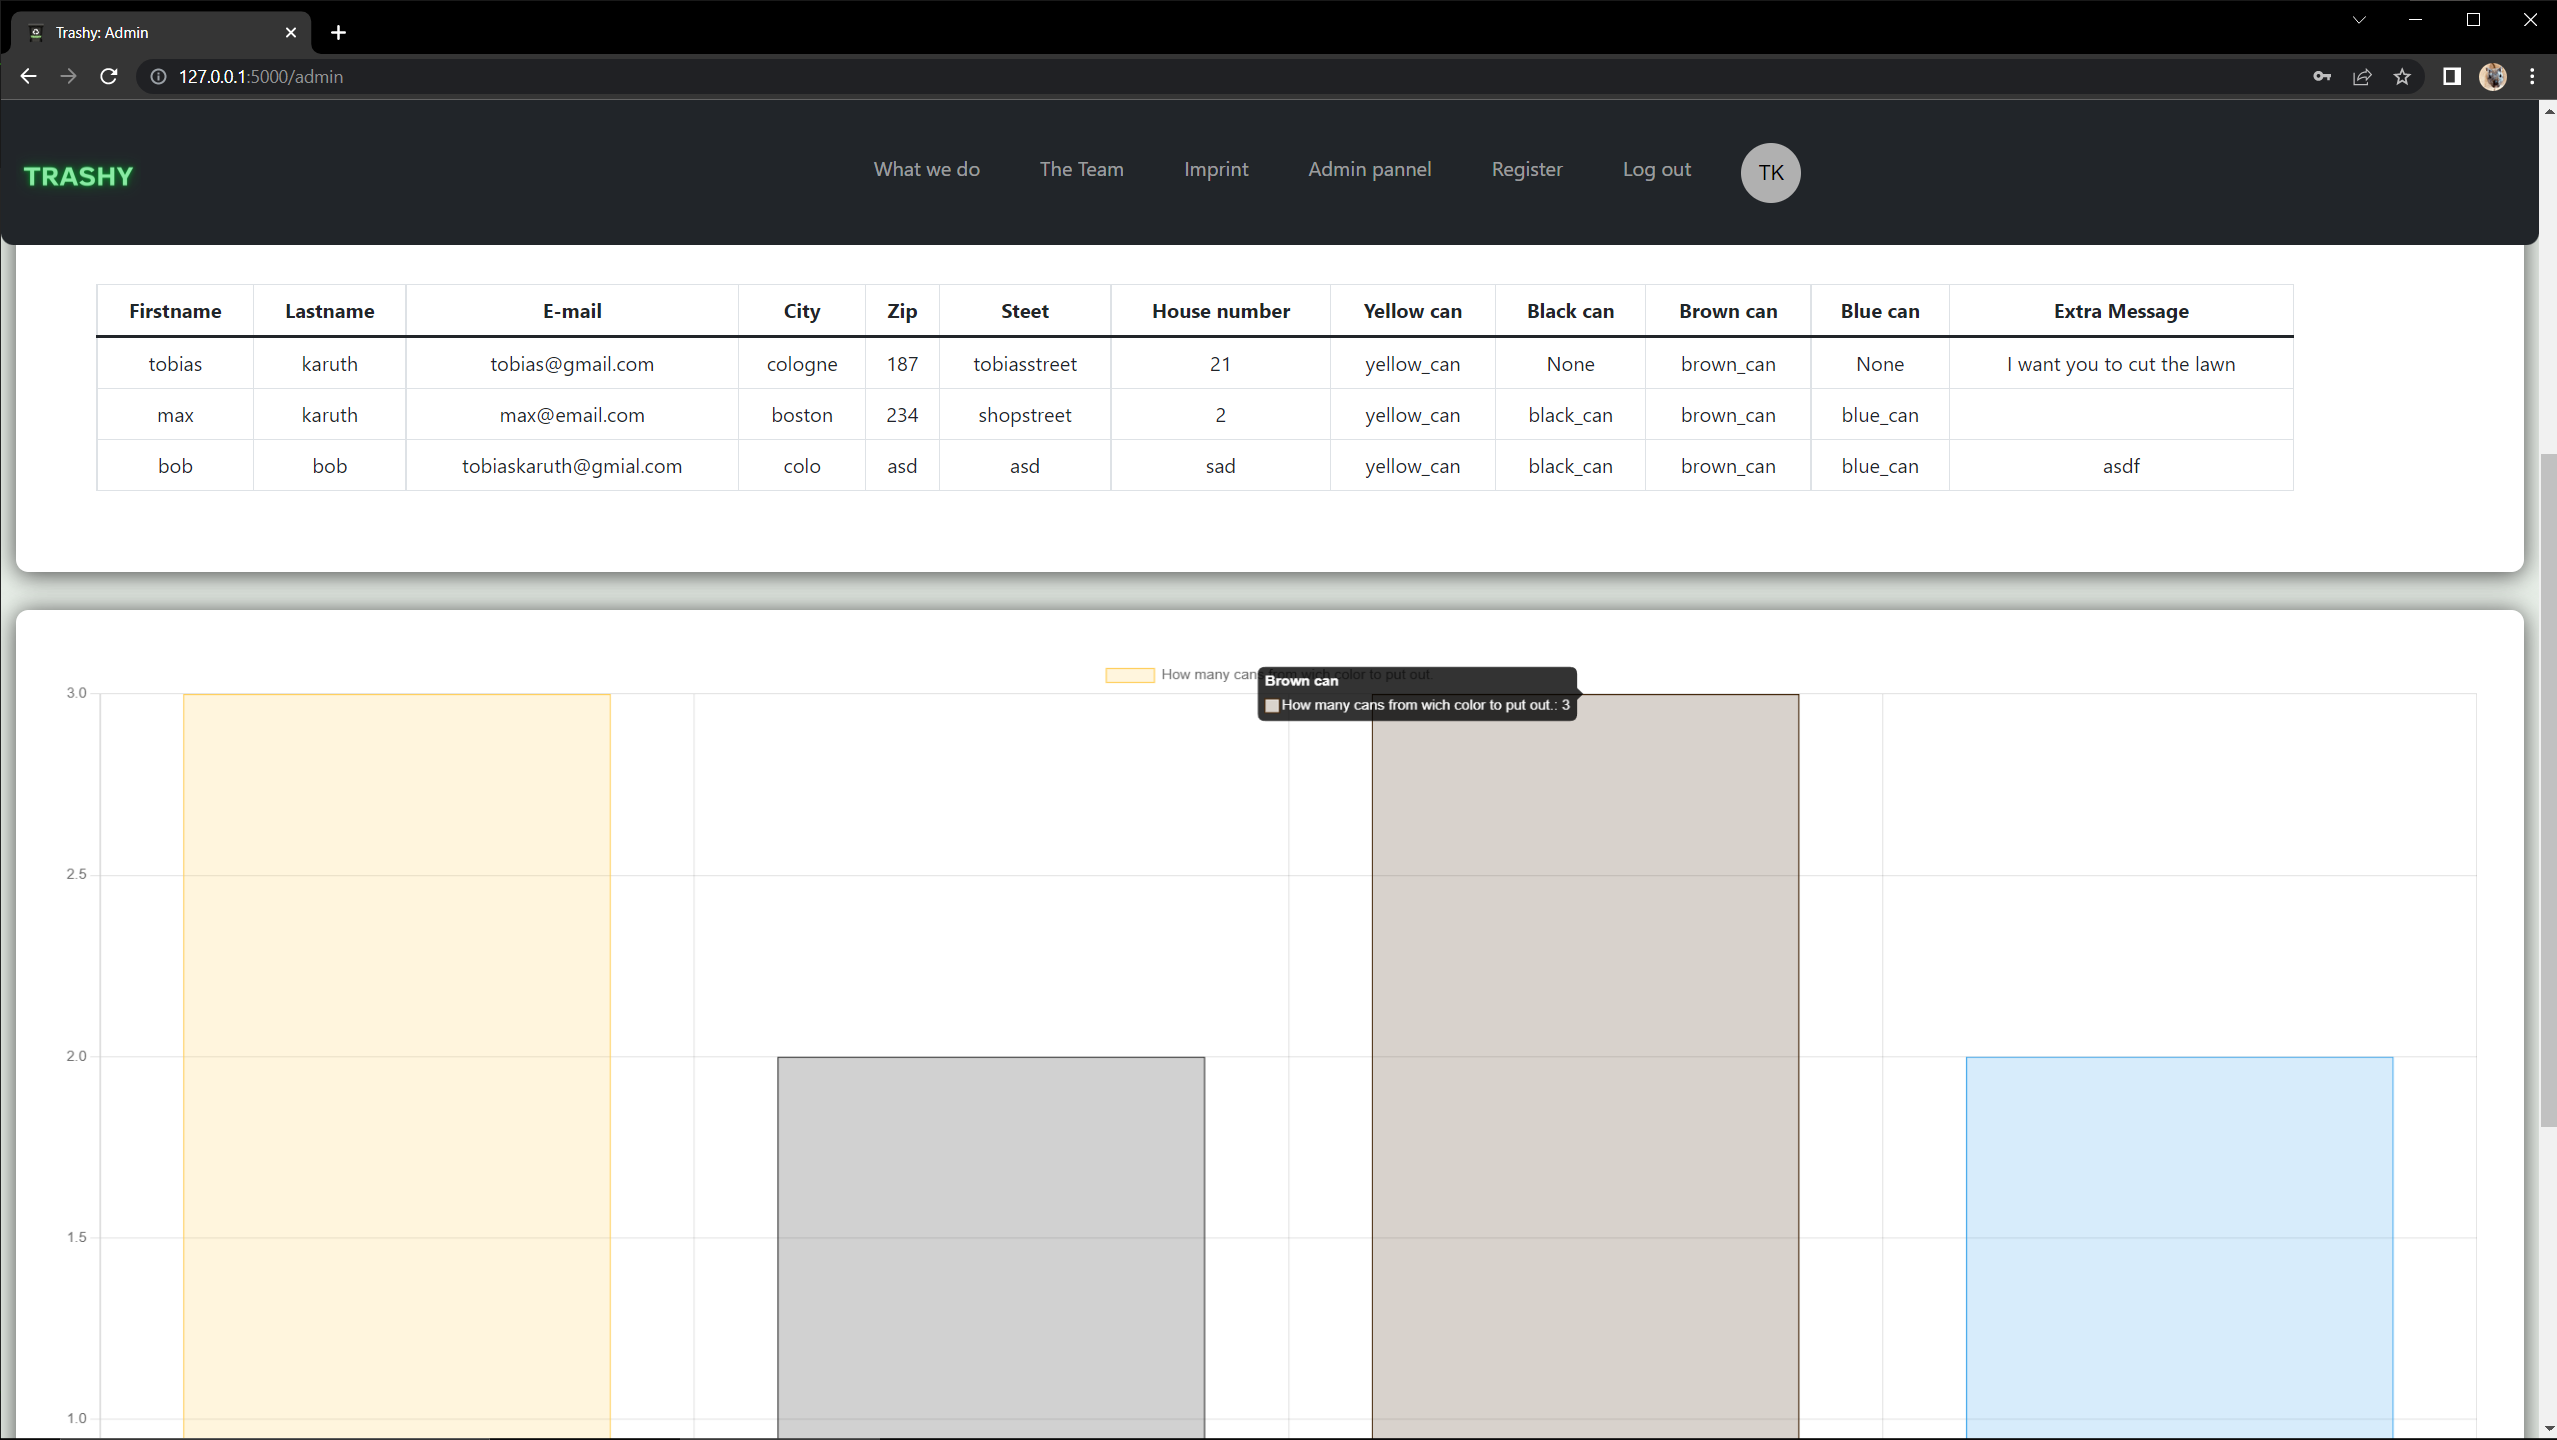 Trashy: Admin
127.0.0.1:5000/admin
TRASHY
What we do The Team Imprint Admin pannel Register Log out TK
Firstname Lastname E-mail City Zip Steet House number Yellow can Black can Brown can Blue can Extra Message
tobias karuth tobias@gmail.com cologne 187 tobiasstreet 21 yellow_can None brown_can None I want you to cut the lawn
max karuth max@email.com boston 234 shopstreet 2 yellow_can black_can brown_can blue_can
bob bob tobiaskaruth@gmial.com colo asd asd sad yellow_can black_can brown_can blue_can asdf
How many cans from wich color to put out.
Brown can
How many cans from wich color to put out.: 3
3.0
2.5
2.0
1.5
1.0